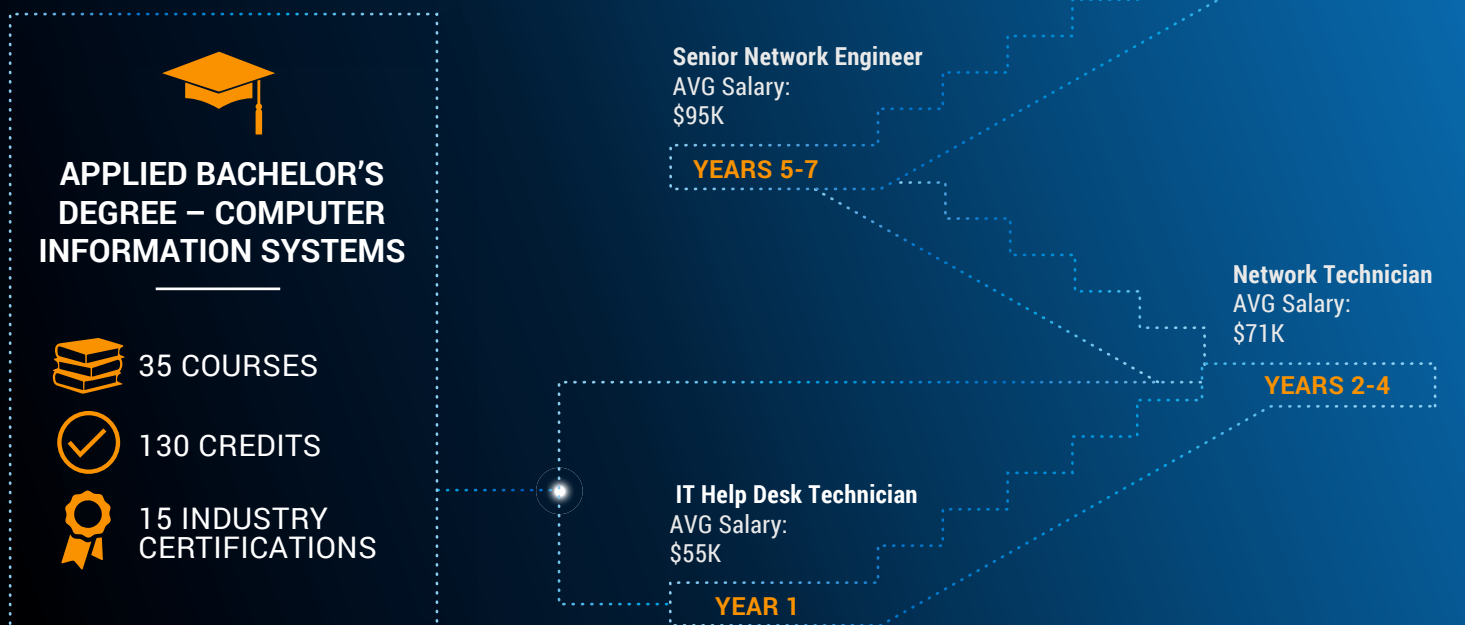 APPLIED BACHELOR’S
DEGREE – COMPUTER
INFORMATION SYSTEMS
35 COURSES
130 CREDITS
15 INDUSTRY
CERTIFICATIONS
Senior Network Engineer
AVG Salary:
$95K
YEARS 5-7
Network Technician
AVG Salary:
$71K
YEARS 2-4
IT Help Desk Technician
AVG Salary:
$55K
YEAR 1